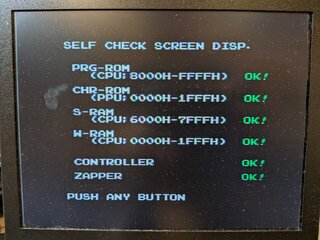 SELF CHECK SCREEN DISP.
PRG-ROM
(CPU;8000H-FFFFH) OK!
CHR-ROM
(PPU;0000H-1FFFH) OK!
S-RAM
(CPU;6000H-7FFFH) OK!
W-RAM
(CPU;0000H-1FFFH) OK!
CONTROLLER OK!
ZAPPER OK!
PUSH ANY BUTTON